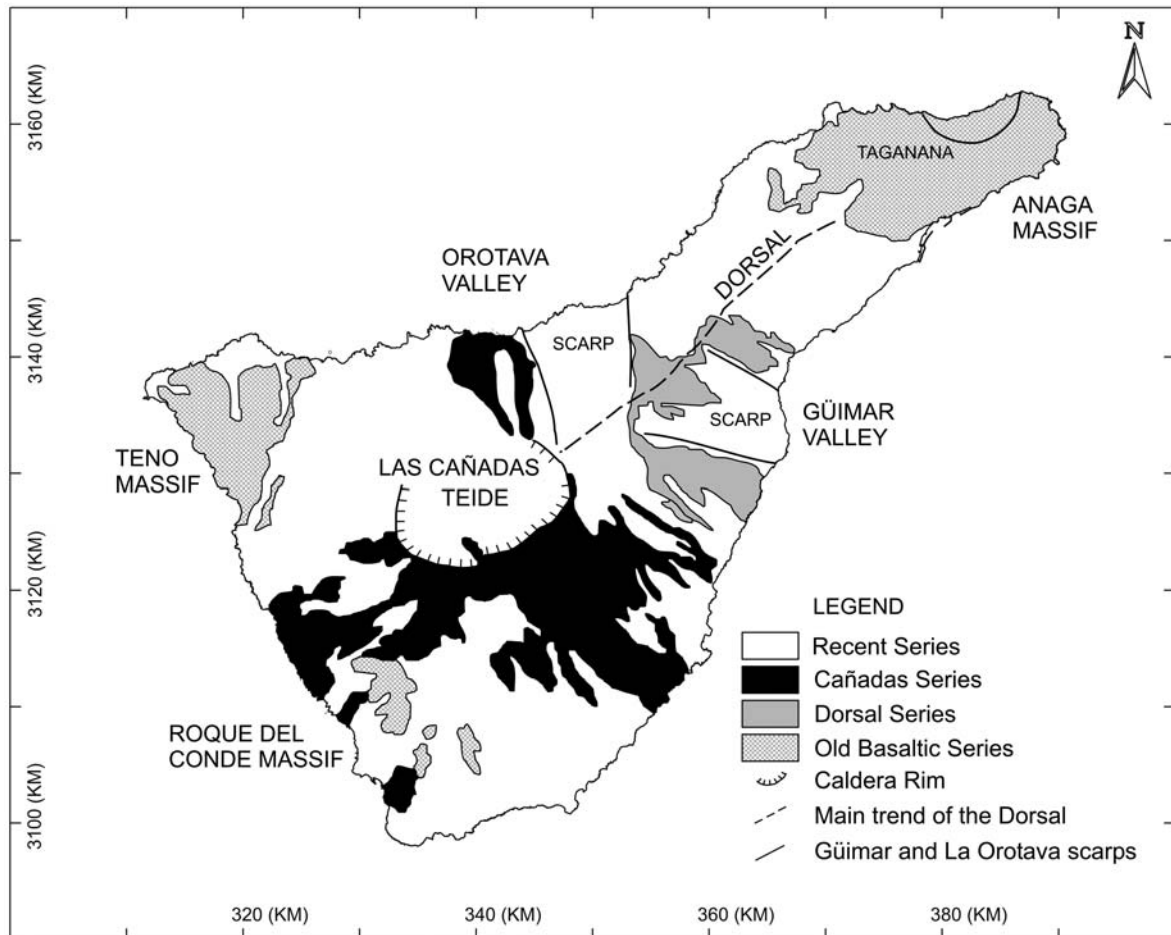 N
3160 (KM)
TAGANANA
ANAGA
MASSIF
DORSAL
OROTAVA
VALLEY
3140 (KM)
SCARP
SCARP
GÜIMAR
VALLEY
TENO
MASSIF
LAS CAÑADAS
TEIDE
3120 (KM)
LEGEND
Recent Series
Cañadas Series
Dorsal Series
Old Basaltic Series
Caldera Rim
Main trend of the Dorsal
Güimar and La Orotava scarps
ROQUE DEL
CONDE MASSIF
3100 (KM)
320 (KM)
340 (KM)
360 (KM)
380 (KM)